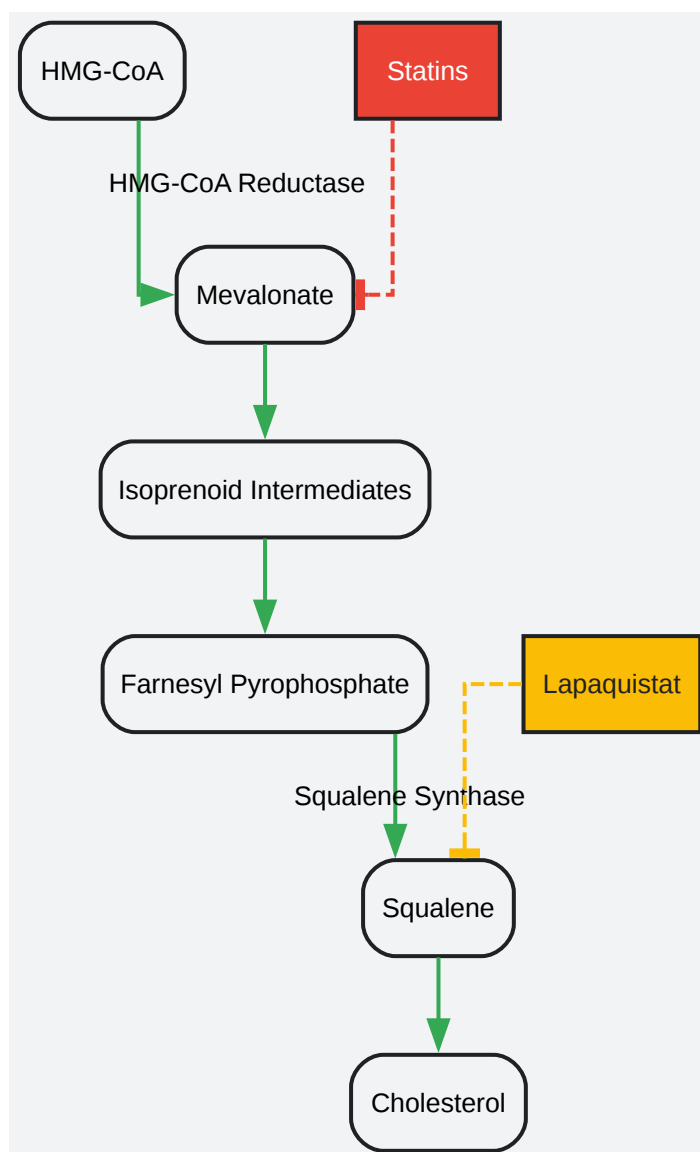 HMG-CoA
Statins
HMG-CoA Reductase
Mevalonate
Isoprenoid Intermediates
Farnesyl Pyrophosphate
Lapaquistat
Squalene Synthase
Squalene
Cholesterol